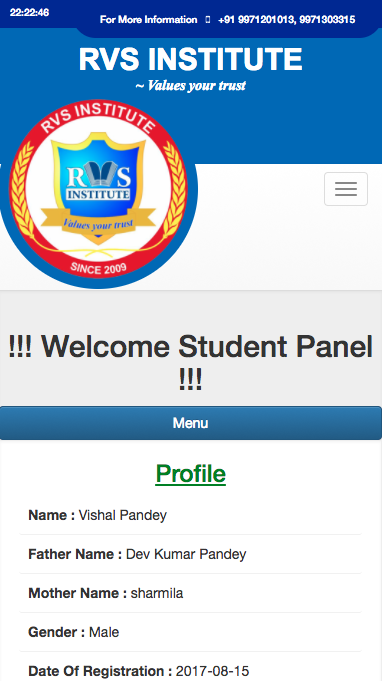 22:22:46
For More Information
+91 9971201013, 9971303315
RVS INSTITUTE
~ Values your trust
RVS INSTITUTE
RVS
INSTITUTE
Values your trust
SINCE 2009
!!! Welcome Student Panel
!!!
Menu
Profile
Name : Vishal Pandey
Father Name : Dev Kumar Pandey
Mother Name : sharmila
Gender : Male
Date Of Registration : 2017-08-15